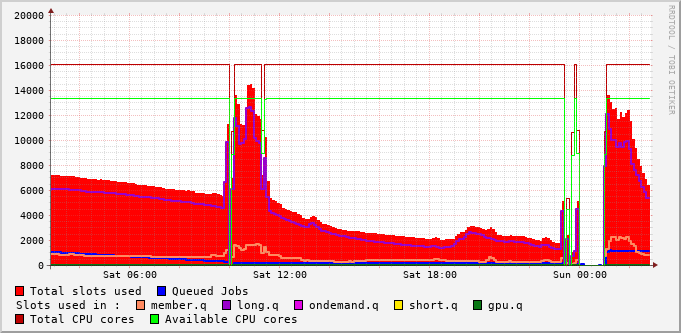 20000
18000
16000
14000
12000
10000
8000
6000
4000
2000
0
Sat 06:00 Sat 12:00 Sat 18:00 Sun 00:00
RRDTOOL / TOBI OETIKER
Total slots used Queued Jobs
Slots used in : member.q long.q ondemand.q short.q gpu.q
Total CPU cores Available CPU cores